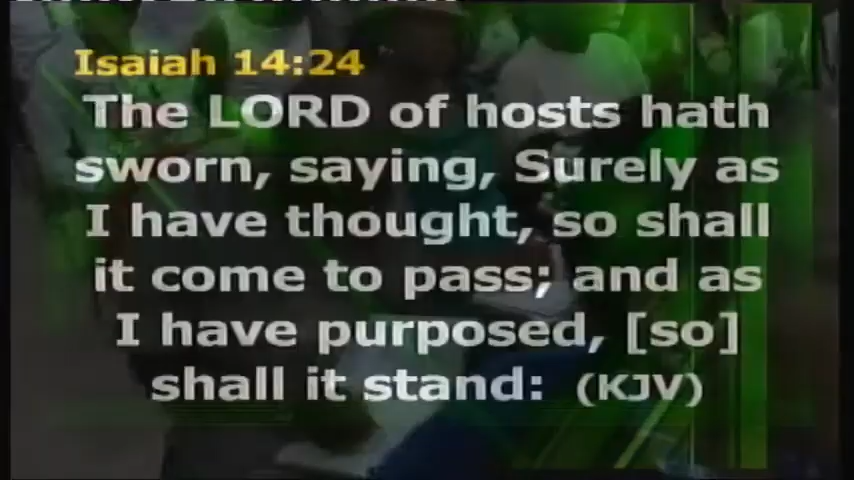 Isaiah 14:24
The LORD of hosts hath
sworn, saying, Surely as
I have thought, so shall
it come to pass; and as
I have purposed, [so]
shall it stand: (KJV)